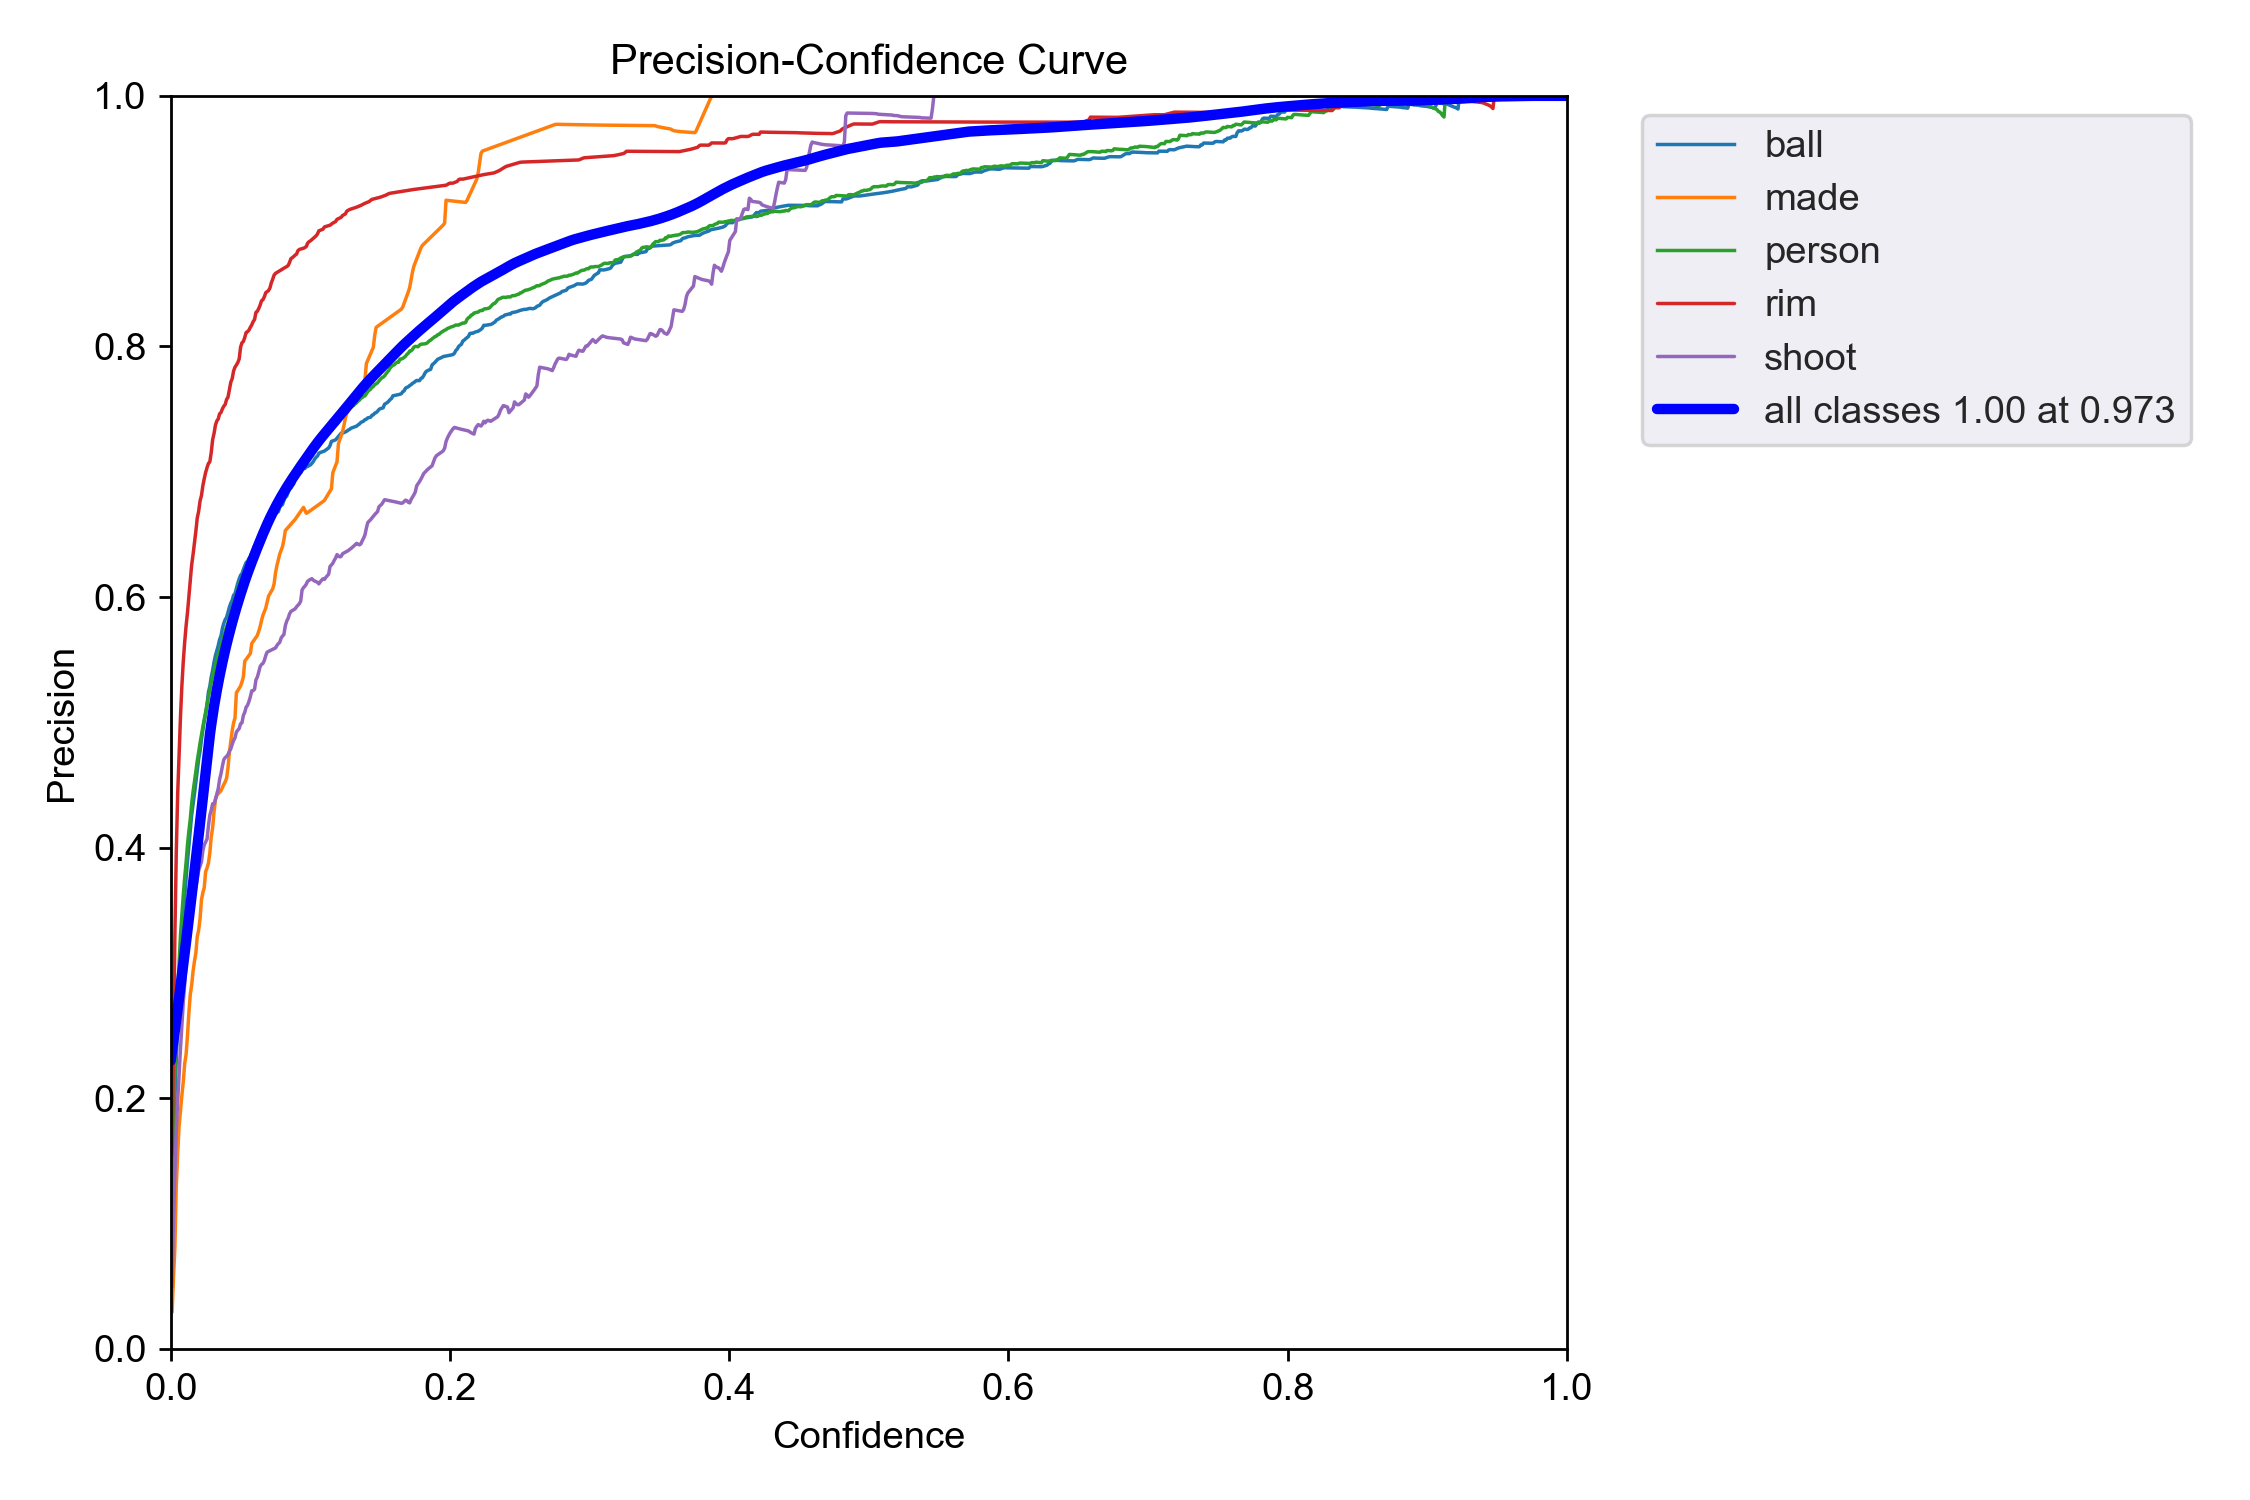 Precision-Confidence Curve
1.0
0.8
0.6
0.4
0.2
0.0
Precision
0.0 0.2 0.4 0.6 0.8 1.0
Confidence
ball
made
person
rim
shoot
all classes 1.00 at 0.973